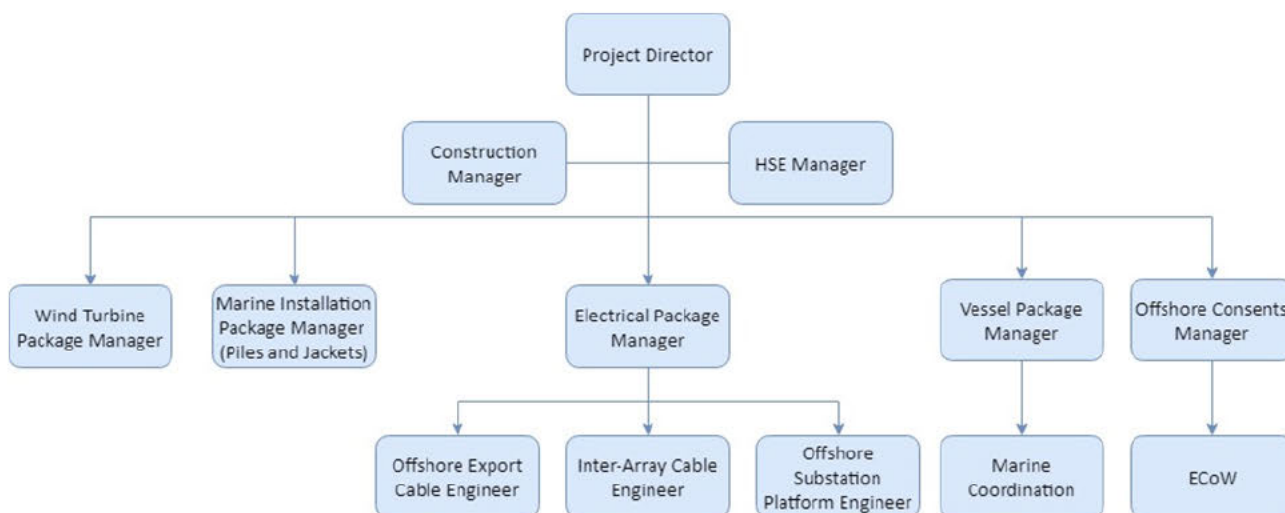 Project Director
Construction
Manager
HSE Manager
Wind Turbine
Package Manager
Marine Installation
Package Manager
(Piles and Jackets)
Electrical Package
Manager
Vessel Package
Manager
Offshore Consents
Manager
Offshore Export
Cable Engineer
Inter-Array Cable
Engineer
Offshore
Substation
Platform Engineer
Marine
Coordination
ECoW